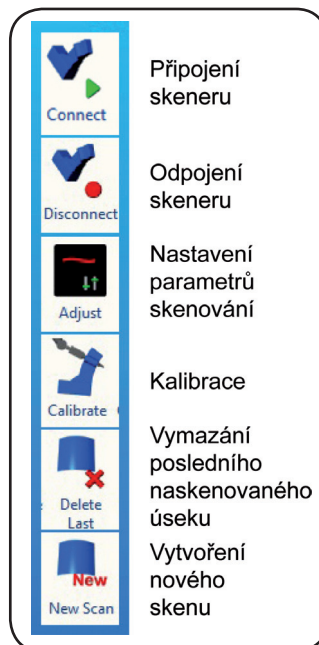 Connect
Připojení
skeneru
Disconnect
Odpojení
skeneru
Adjust
Nastavení
parametrů
skenování
Calibrate
Kalibrace
Delete
Last
Vymazání
posledního
naskenovaného
úseku
New
New Scan
Vytvoření
nového
skenu